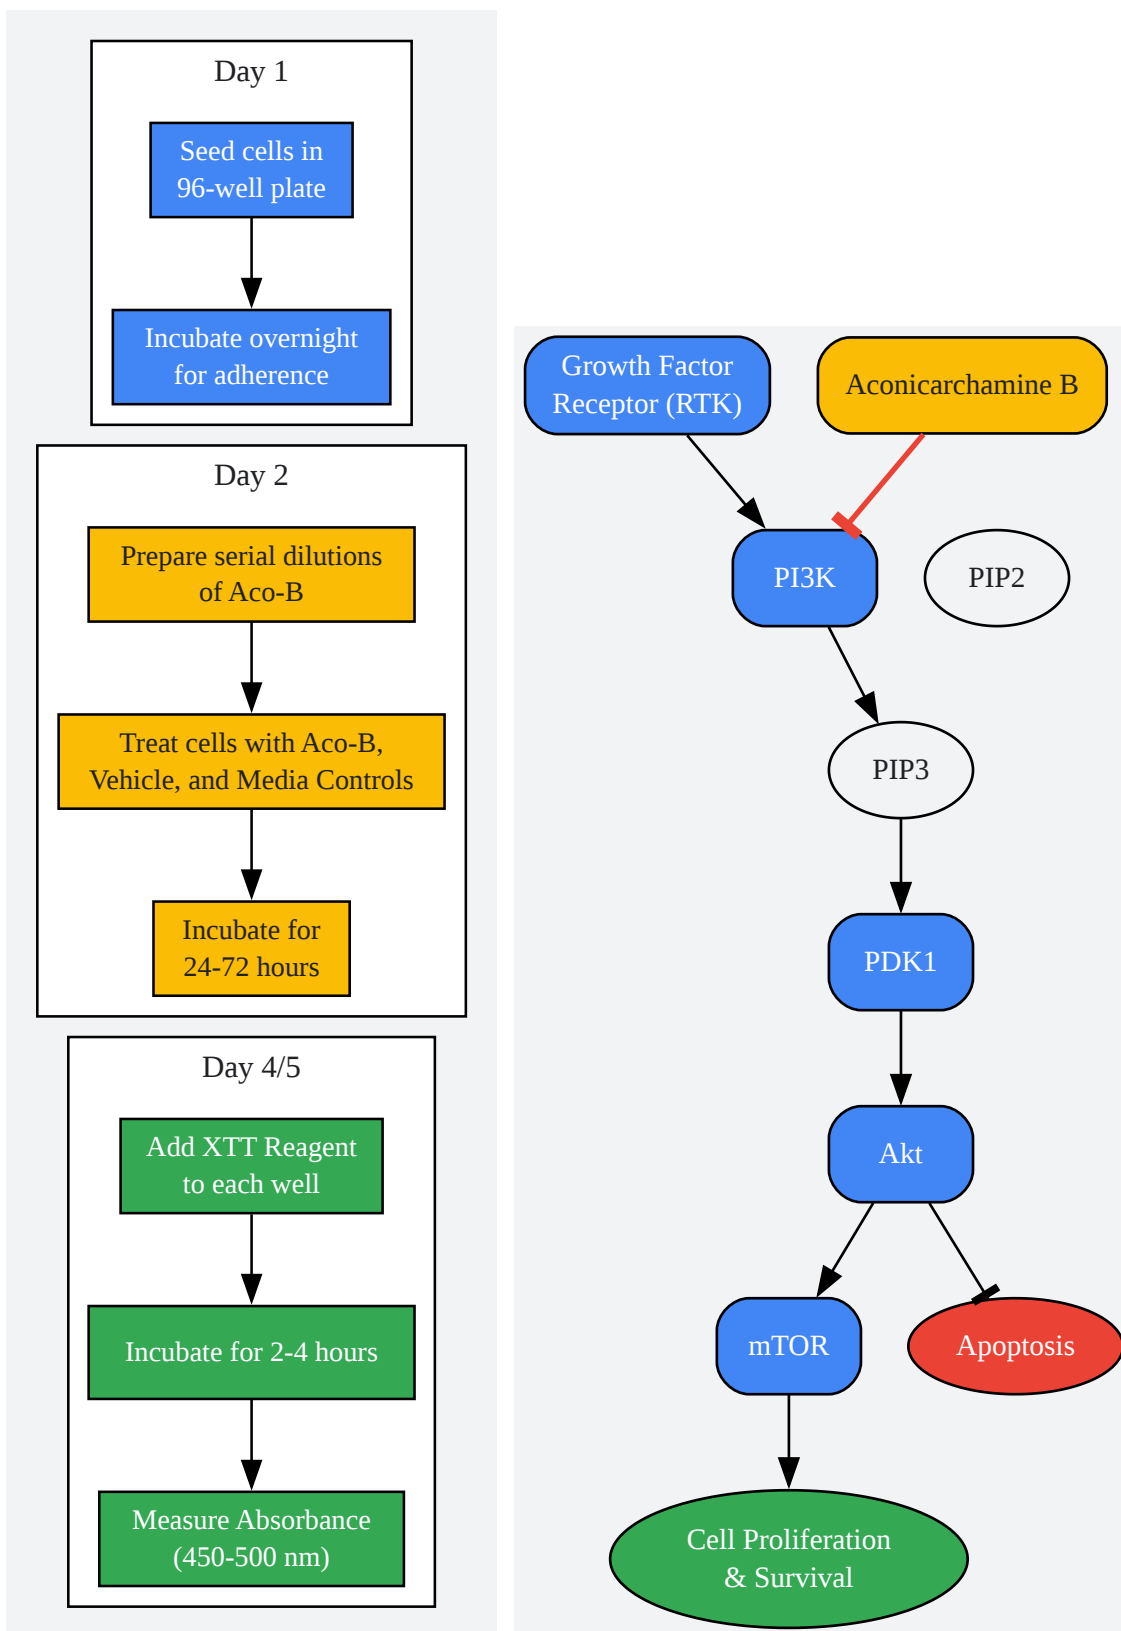 Day 1
Seed cells in
96-well plate
Incubate overnight
for adherence
Day 2
Prepare serial dilutions
of Aco-B
Treat cells with Aco-B,
Vehicle, and Media Controls
Incubate for
24-72 hours
Day 4/5
Add XTT Reagent
to each well
Incubate for 2-4 hours
Measure Absorbance
(450-500 nm)
Growth Factor
Receptor (RTK)
Aconicarchamine B
PI3K
PIP2
PIP3
PDK1
Akt
mTOR
Apoptosis
Cell Proliferation
& Survival